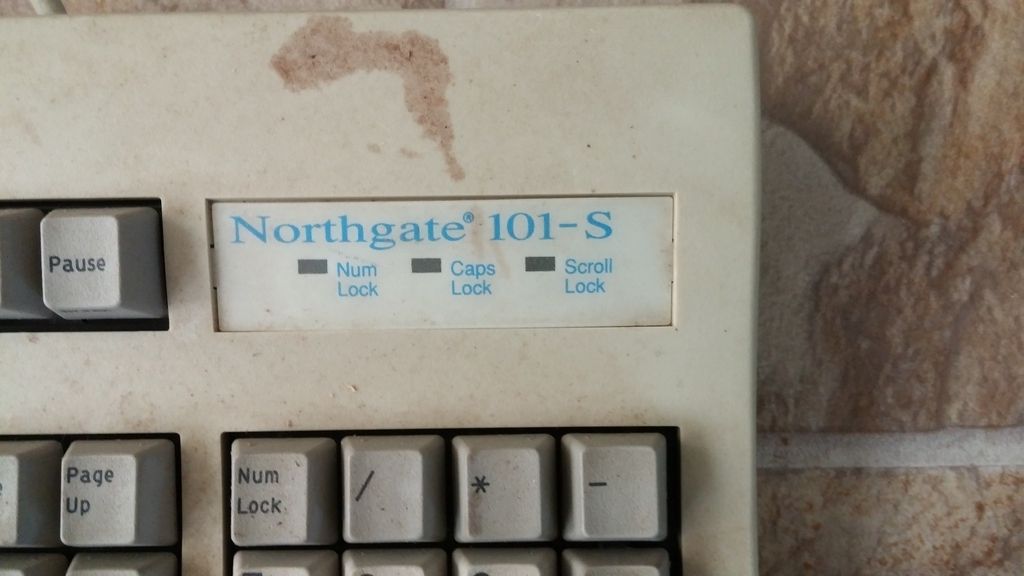 Northgate® 101-S
Num Lock
Caps Lock
Scroll Lock
Pause
Page Up
Num Lock
/
*
-